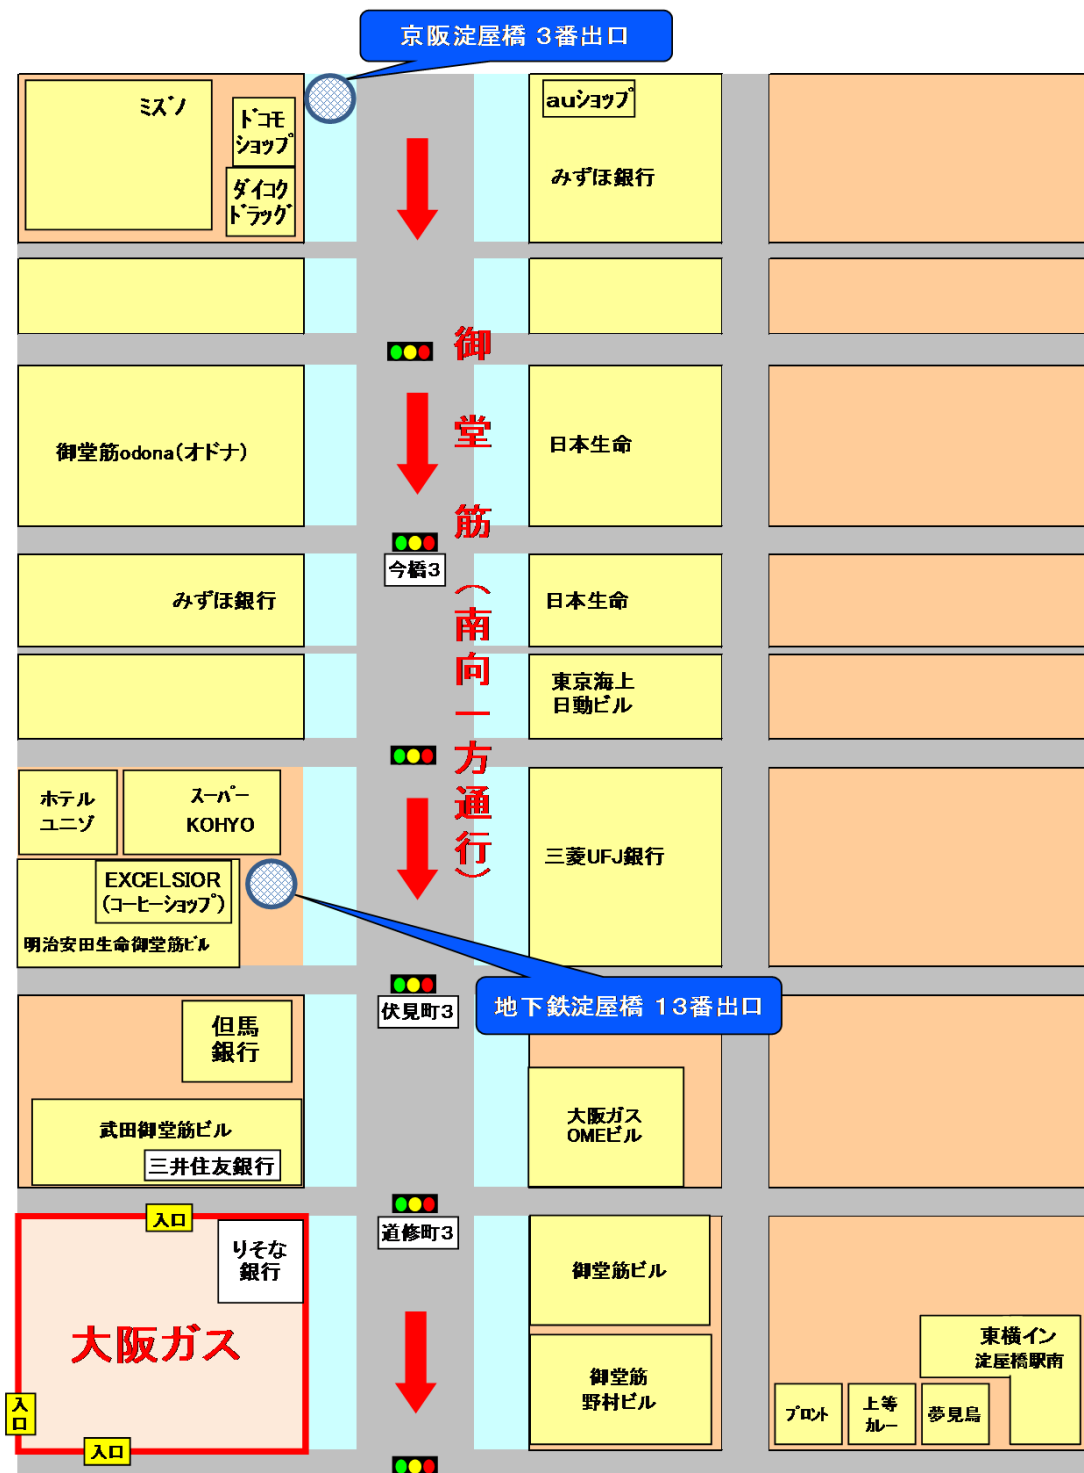 京阪淀屋橋 3番出口
ミズノ
ドコモ
ショップ
ダイコク
ドラッグ
auショップ
みずほ銀行
御堂筋(南向一方通行)
御堂筋odona(オドナ)
日本生命
今橋3
みずほ銀行
日本生命
東京海上
日動ビル
ホテル
ユニゾ
スーパー
KOHYO
三菱UFJ銀行
EXCELSIOR
(コーヒーショップ)
明治安田生命御堂筋ビル
伏見町3
地下鉄淀屋橋 13番出口
但馬
銀行
武田御堂筋ビル
三井住友銀行
大阪ガス
OMEビル
入口
道修町3
りそな
銀行
御堂筋ビル
大阪ガス
東横イン
淀屋橋駅南
御堂筋
野村ビル
プロント
上等
カレー
夢見鳥
入口
入口